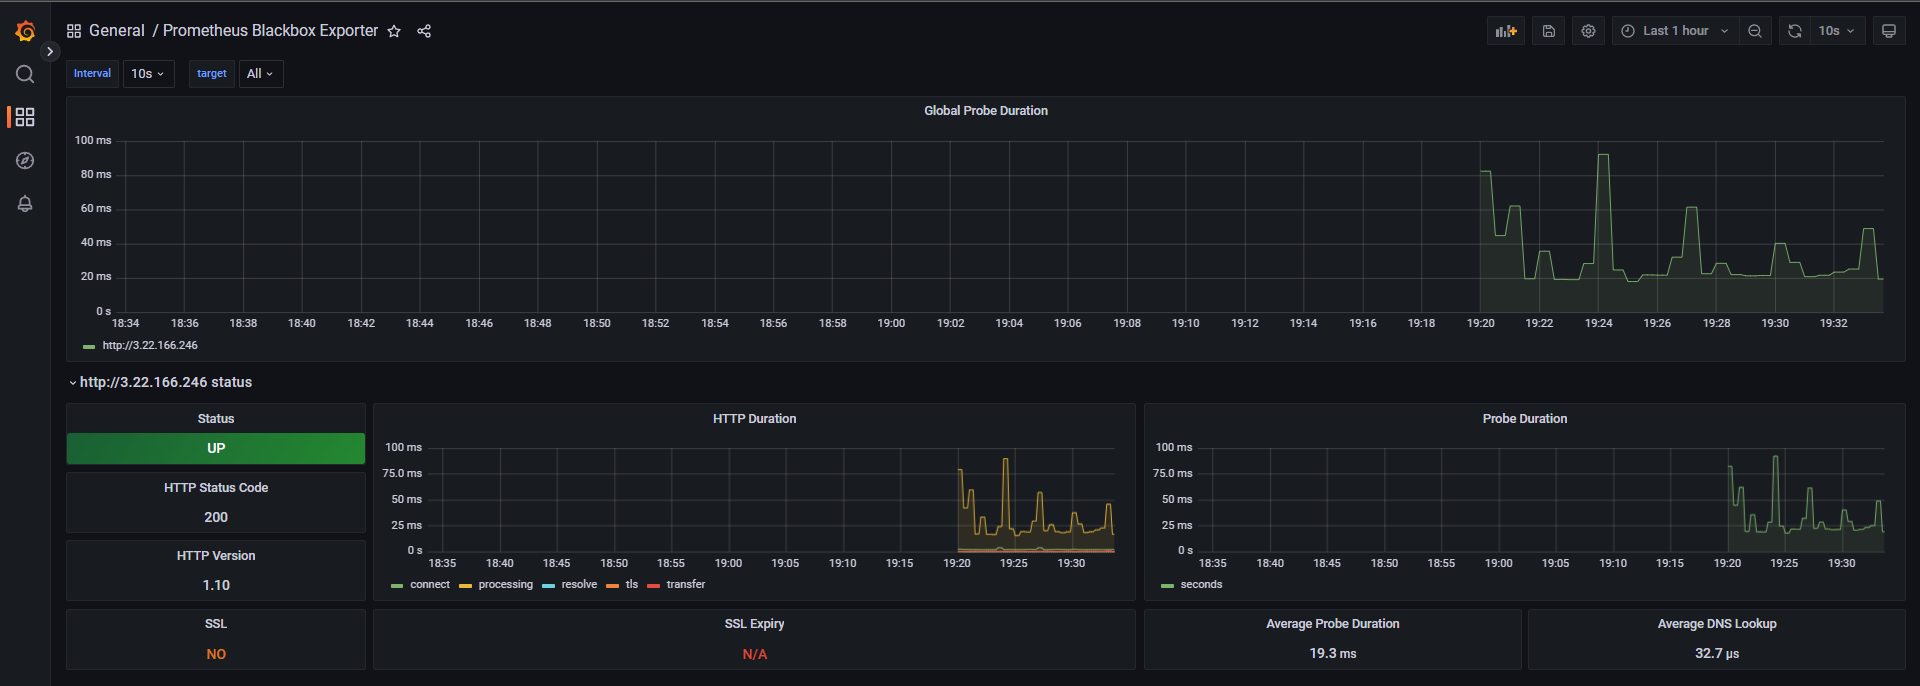 General / Prometheus Blackbox Exporter
Last 1 hour
10s
Interval 10s target All
Global Probe Duration
100 ms
80 ms
60 ms
40 ms
20 ms
0 s
18:34 18:36 18:38 18:40 18:42 18:44 18:46 18:48 18:50 18:52 18:54 18:56 18:58 19:00 19:02 19:04 19:06 19:08 19:10 19:12 19:14 19:16 19:18 19:20 19:22 19:24 19:26 19:28 19:30 19:32
http://3.22.166.246
http://3.22.166.246 status
Status
UP
HTTP Status Code
200
HTTP Version
1.10
SSL
NO
HTTP Duration
100 ms
75.0 ms
50 ms
25 ms
0 s
18:35 18:40 18:45 18:50 18:55 19:00 19:05 19:10 19:15 19:20 19:25 19:30
connect processing resolve tls transfer
SSL Expiry
N/A
Probe Duration
100 ms
75.0 ms
50 ms
25 ms
0 s
18:35 18:40 18:45 18:50 18:55 19:00 19:05 19:10 19:15 19:20 19:25 19:30
seconds
Average Probe Duration
19.3 ms
Average DNS Lookup
32.7 µs